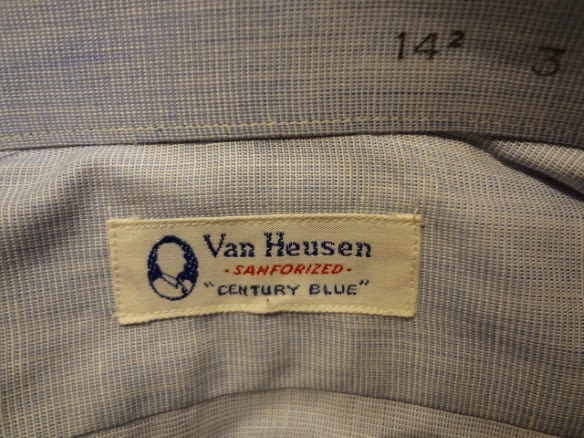 14² 3
Van Heusen
- SANFORIZED -
"CENTURY BLUE"